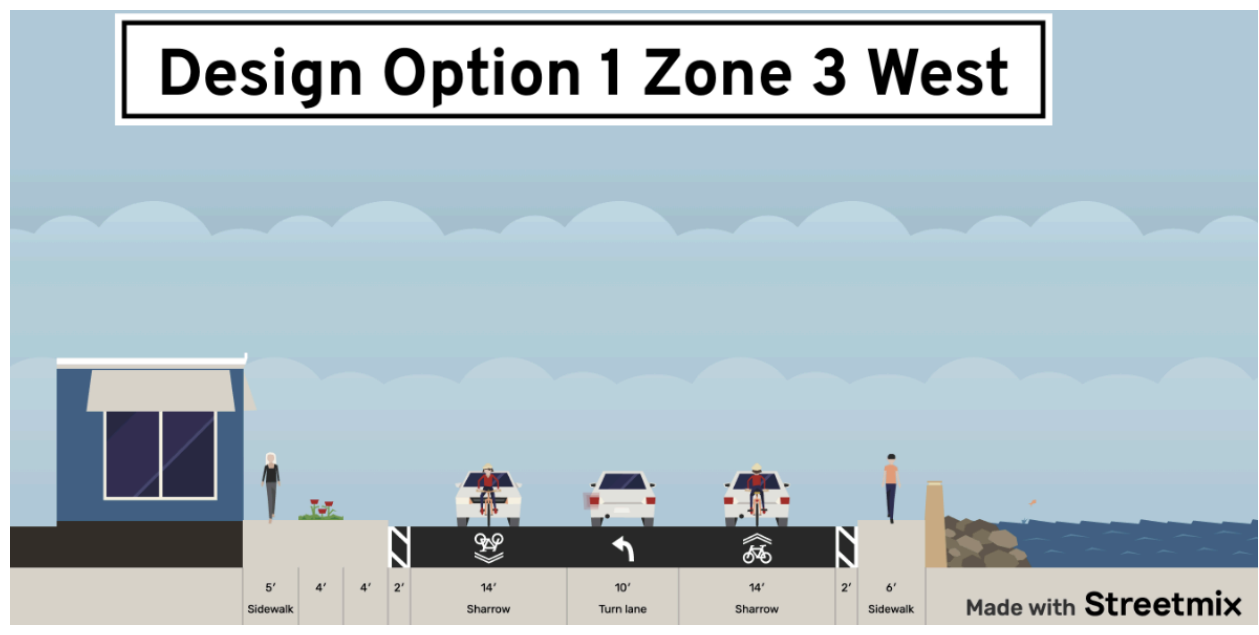 Design Option 1 Zone 3 West
5′ 4′ 4′ 2′ 14′ 10′ 14′ 2′ 6′
Sidewalk Sharrow Turn lane Sharrow Sidewalk
Made with Streetmix